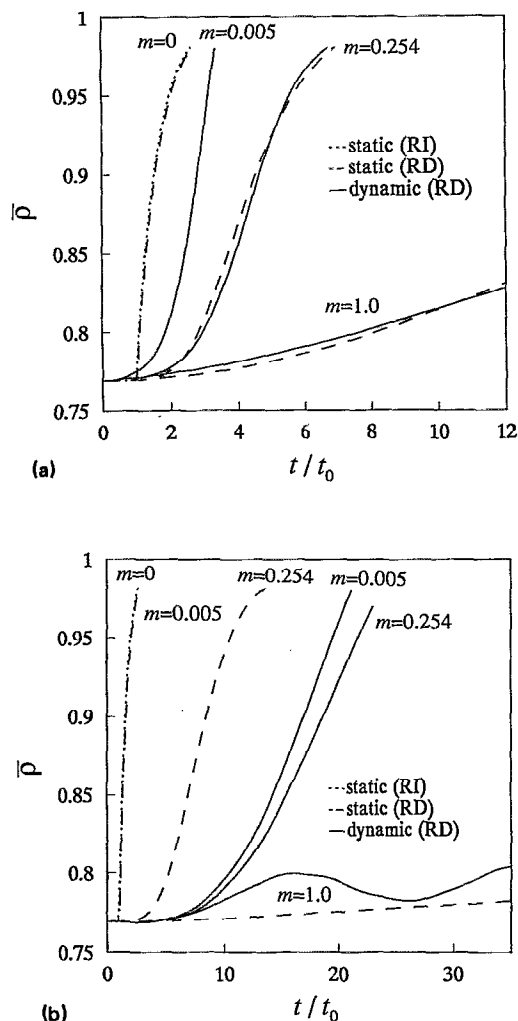 1
m=0
m=0.005
m=0.254
0.95
--- static (RI)
-- static (RD)
— dynamic (RD)
0.9
ρ̅
0.85
m=1.0
0.8
0.75
0 2 4 6 8 10 12
(a)
t / t₀
1
m=0
m=0.254
m=0.005
0.95
m=0.005
m=0.254
0.9
ρ̅
0.85
--- static (RI)
-- static (RD)
— dynamic (RD)
0.8
m=1.0
0.75
0 10 20 30
(b)
t / t₀